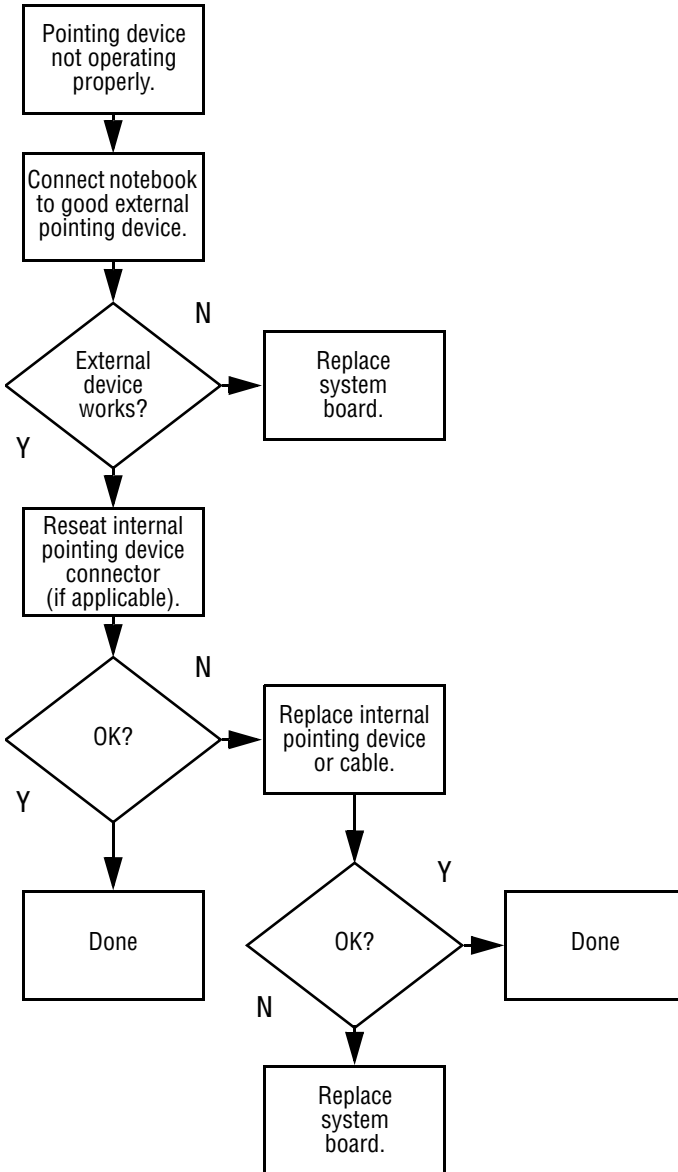 Pointing device
not operating
properly.
Connect notebook
to good external
pointing device.
N
External
device
works?
Replace
system
board.
Y
Reseat internal
pointing device
connector
(if applicable).
N
OK?
Replace internal
pointing device
or cable.
Y
Y
Done
OK?
Done
N
Replace
system
board.